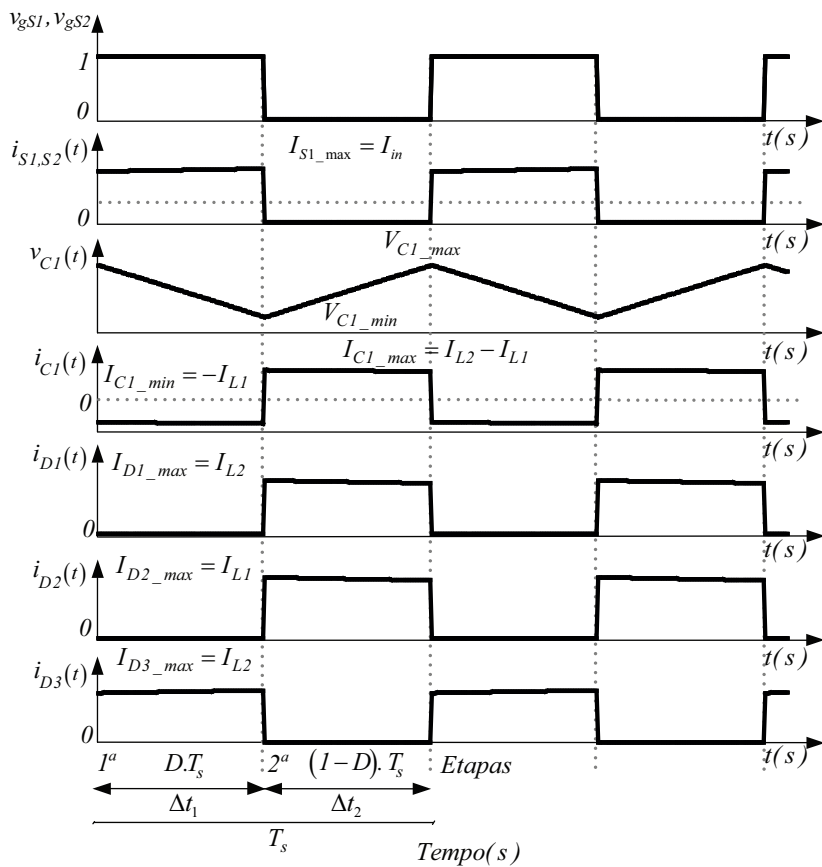 v_gS1, v_gS2
1
0
t(s)
i_S1,S2(t)
I_S1_max = I_in
0
t(s)
v_C1(t)
V_C1_max
V_C1_min
t(s)
i_C1(t)
I_C1_max = I_L2 − I_L1
I_C1_min = −I_L1
0
t(s)
i_D1(t)
I_D1_max = I_L2
0
t(s)
i_D2(t)
I_D2_max = I_L1
0
t(s)
i_D3(t)
I_D3_max = I_L2
0
t(s)
1ª D.T_s 2ª (1−D).T_s Etapas
Δt_1 Δt_2
T_s
Tempo(s)